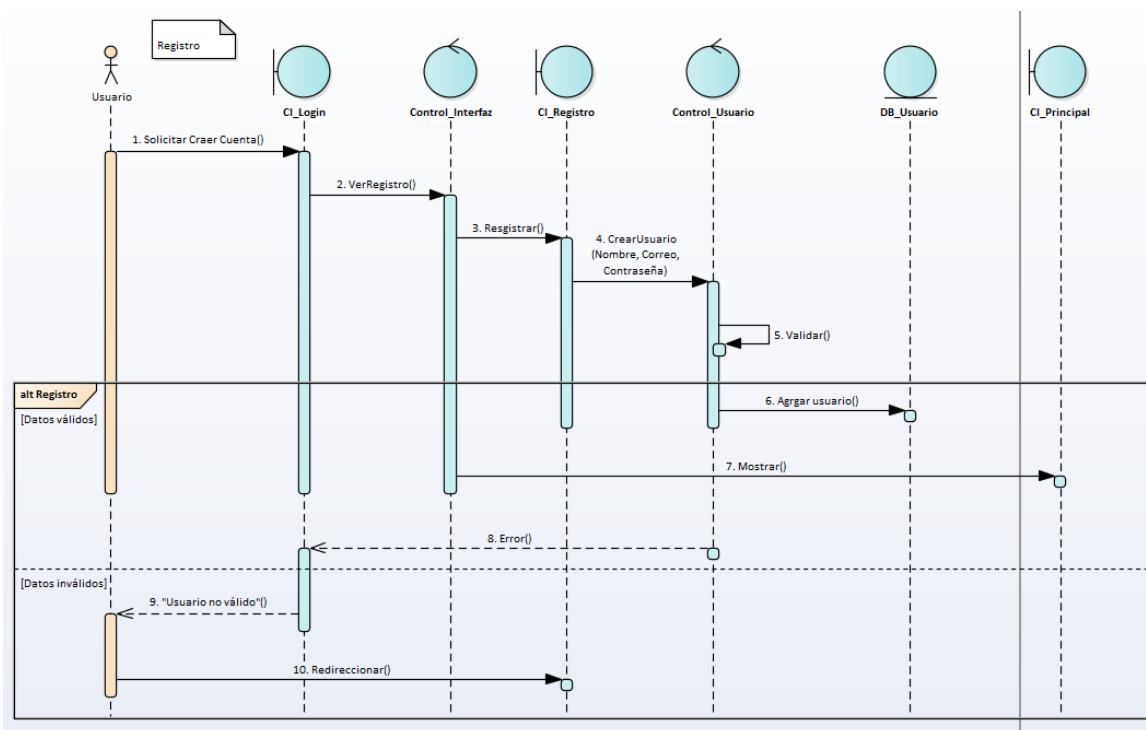 Registro
Usuario
CI_Login
Control_Interfaz
CI_Registro
Control_Usuario
DB_Usuario
CI_Principal
1. Solicitar Craer Cuenta()
2. VerRegistro()
3. Resgistrar()
4. CrearUsuario
(Nombre, Correo,
Contraseña)
5. Validar()
alt Registro
[Datos válidos]
6. Agrgar usuario()
7. Mostrar()
8. Error()
[Datos inválidos]
9. "Usuario no válido"()
10. Redireccionar()